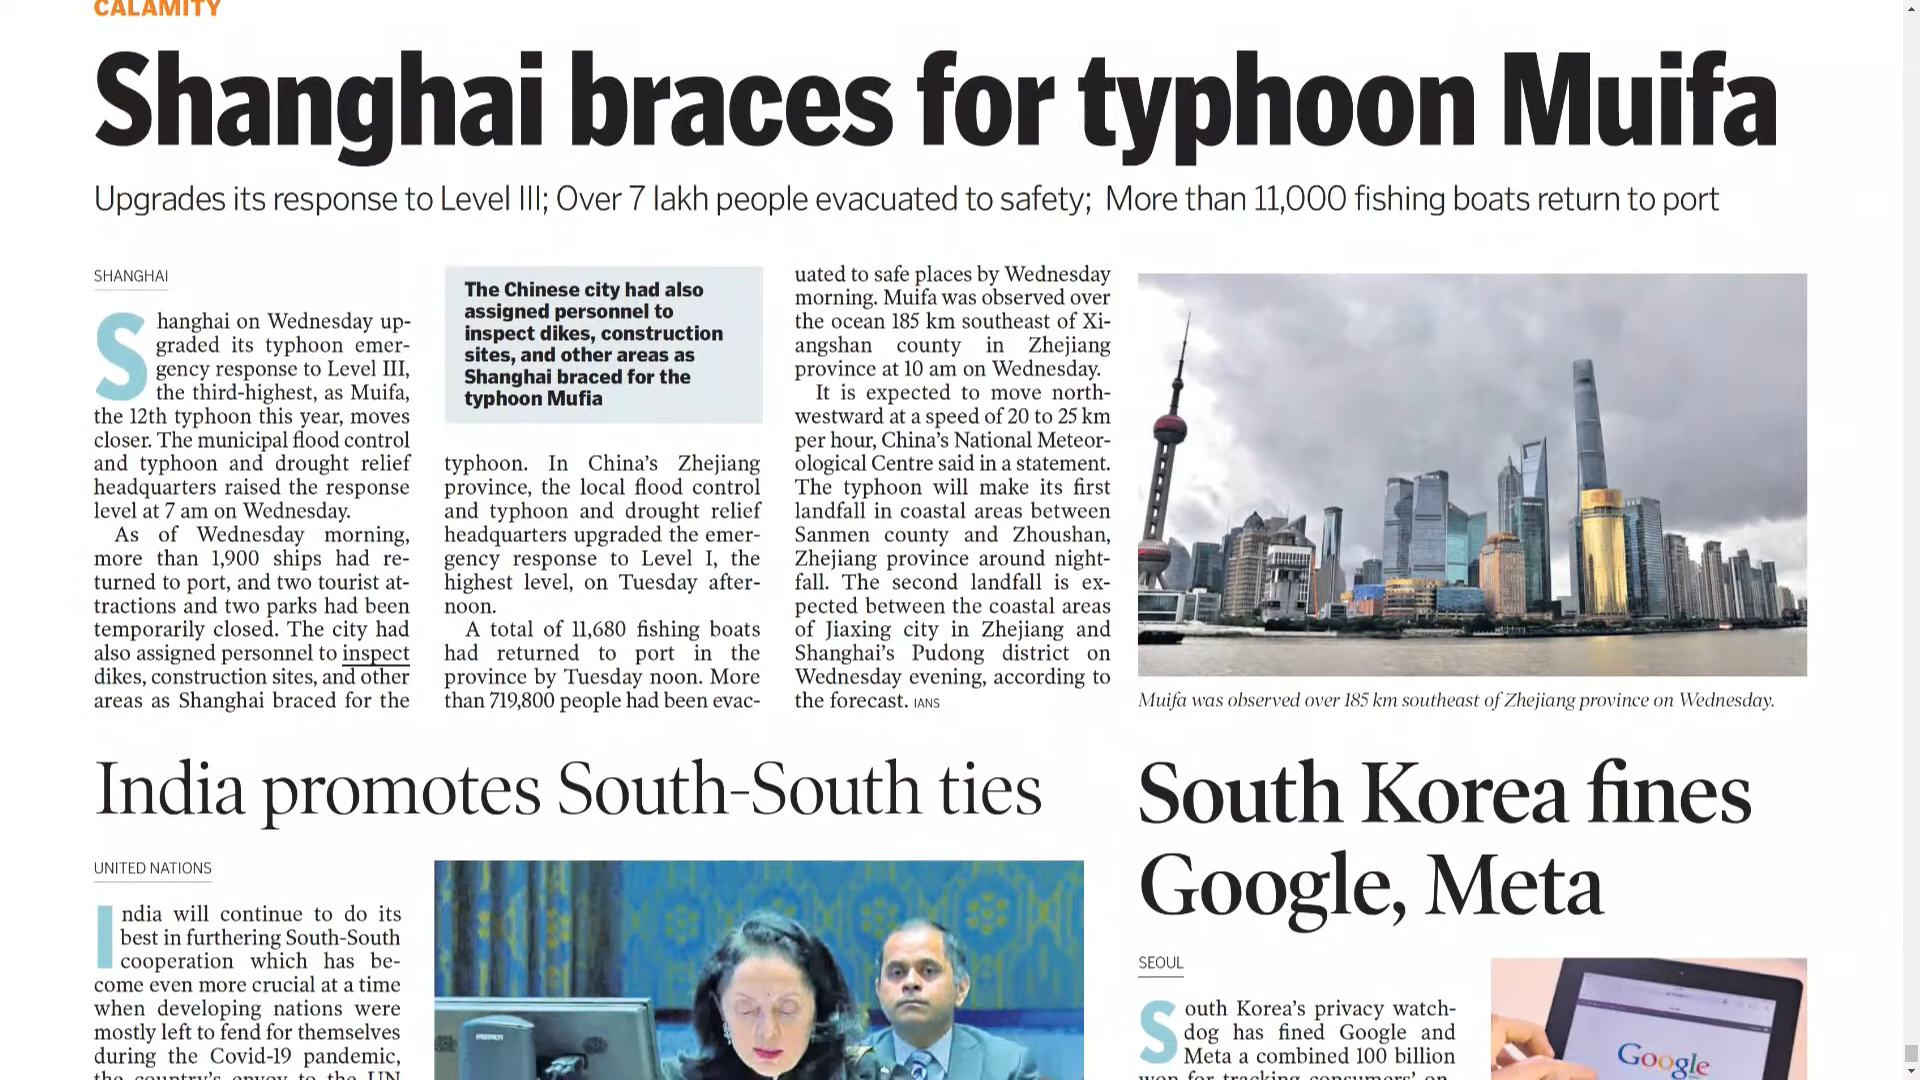 CALAMITY
Shanghai braces for typhoon Muifa
Upgrades its response to Level III; Over 7 lakh people evacuated to safety; More than 11,000 fishing boats return to port
SHANGHAI
Shanghai on Wednesday up-
graded its typhoon emer-
gency response to Level III,
the third-highest, as Muifa,
the 12th typhoon this year, moves
closer. The municipal flood control
and typhoon and drought relief
headquarters raised the response
level at 7 am on Wednesday.
As of Wednesday morning,
more than 1,900 ships had re-
turned to port, and two tourist at-
tractions and two parks had been
temporarily closed. The city had
also assigned personnel to inspect
dikes, construction sites, and other
areas as Shanghai braced for the
The Chinese city had also
assigned personnel to
inspect dikes, construction
sites, and other areas as
Shanghai braced for the
typhoon Mufia
typhoon. In China's Zhejiang
province, the local flood control
and typhoon and drought relief
headquarters upgraded the emer-
gency response to Level I, the
highest level, on Tuesday after-
noon.
A total of 11,680 fishing boats
had returned to port in the
province by Tuesday noon. More
than 719,800 people had been evac-
uated to safe places by Wednesday
morning. Muifa was observed over
the ocean 185 km southeast of Xi-
angshan county in Zhejiang
province at 10 am on Wednesday.
It is expected to move north-
westward at a speed of 20 to 25 km
per hour, China's National Meteor-
ological Centre said in a statement.
The typhoon will make its first
landfall in coastal areas between
Sanmen county and Zhoushan,
Zhejiang province around night-
fall. The second landfall is ex-
pected between the coastal areas
of Jiaxing city in Zhejiang and
Shanghai's Pudong district on
Wednesday evening, according to
the forecast. IANS
Muifa was observed over 185 km southeast of Zhejiang province on Wednesday.
India promotes South-South ties
UNITED NATIONS
India will continue to do its
best in furthering South-South
cooperation which has be-
come even more crucial at a time
when developing nations were
mostly left to fend for themselves
during the Covid-19 pandemic,
the country's envoy to the UN
South Korea fines
Google, Meta
SEOUL
South Korea's privacy watch-
dog has fined Google and
Meta a combined 100 billion
won for tracking consumers' on-
Google